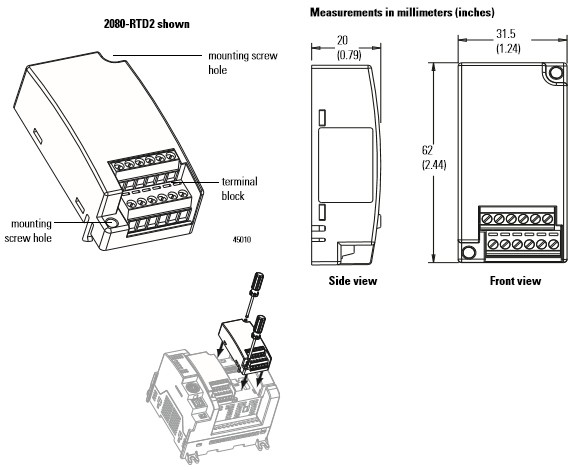 2080-RTD2 shown
Measurements in millimeters (inches)
mounting screw
hole
terminal
block
mounting
screw hole
45010
20
(0.79)
31.5
(1.24)
62
(2.44)
Side view
Front view